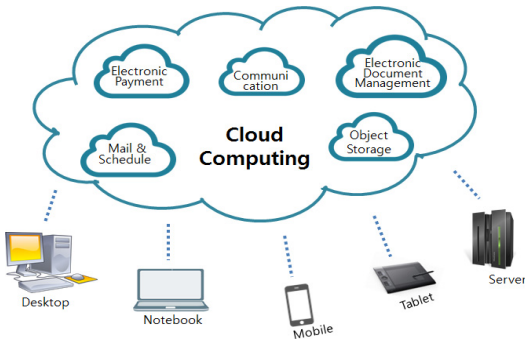 Electronic
Payment
Communi
cation
Electronic
Document
Management
Mail &
Schedule
Cloud
Computing
Object
Storage
Desktop
Notebook
Mobile
Tablet
Server